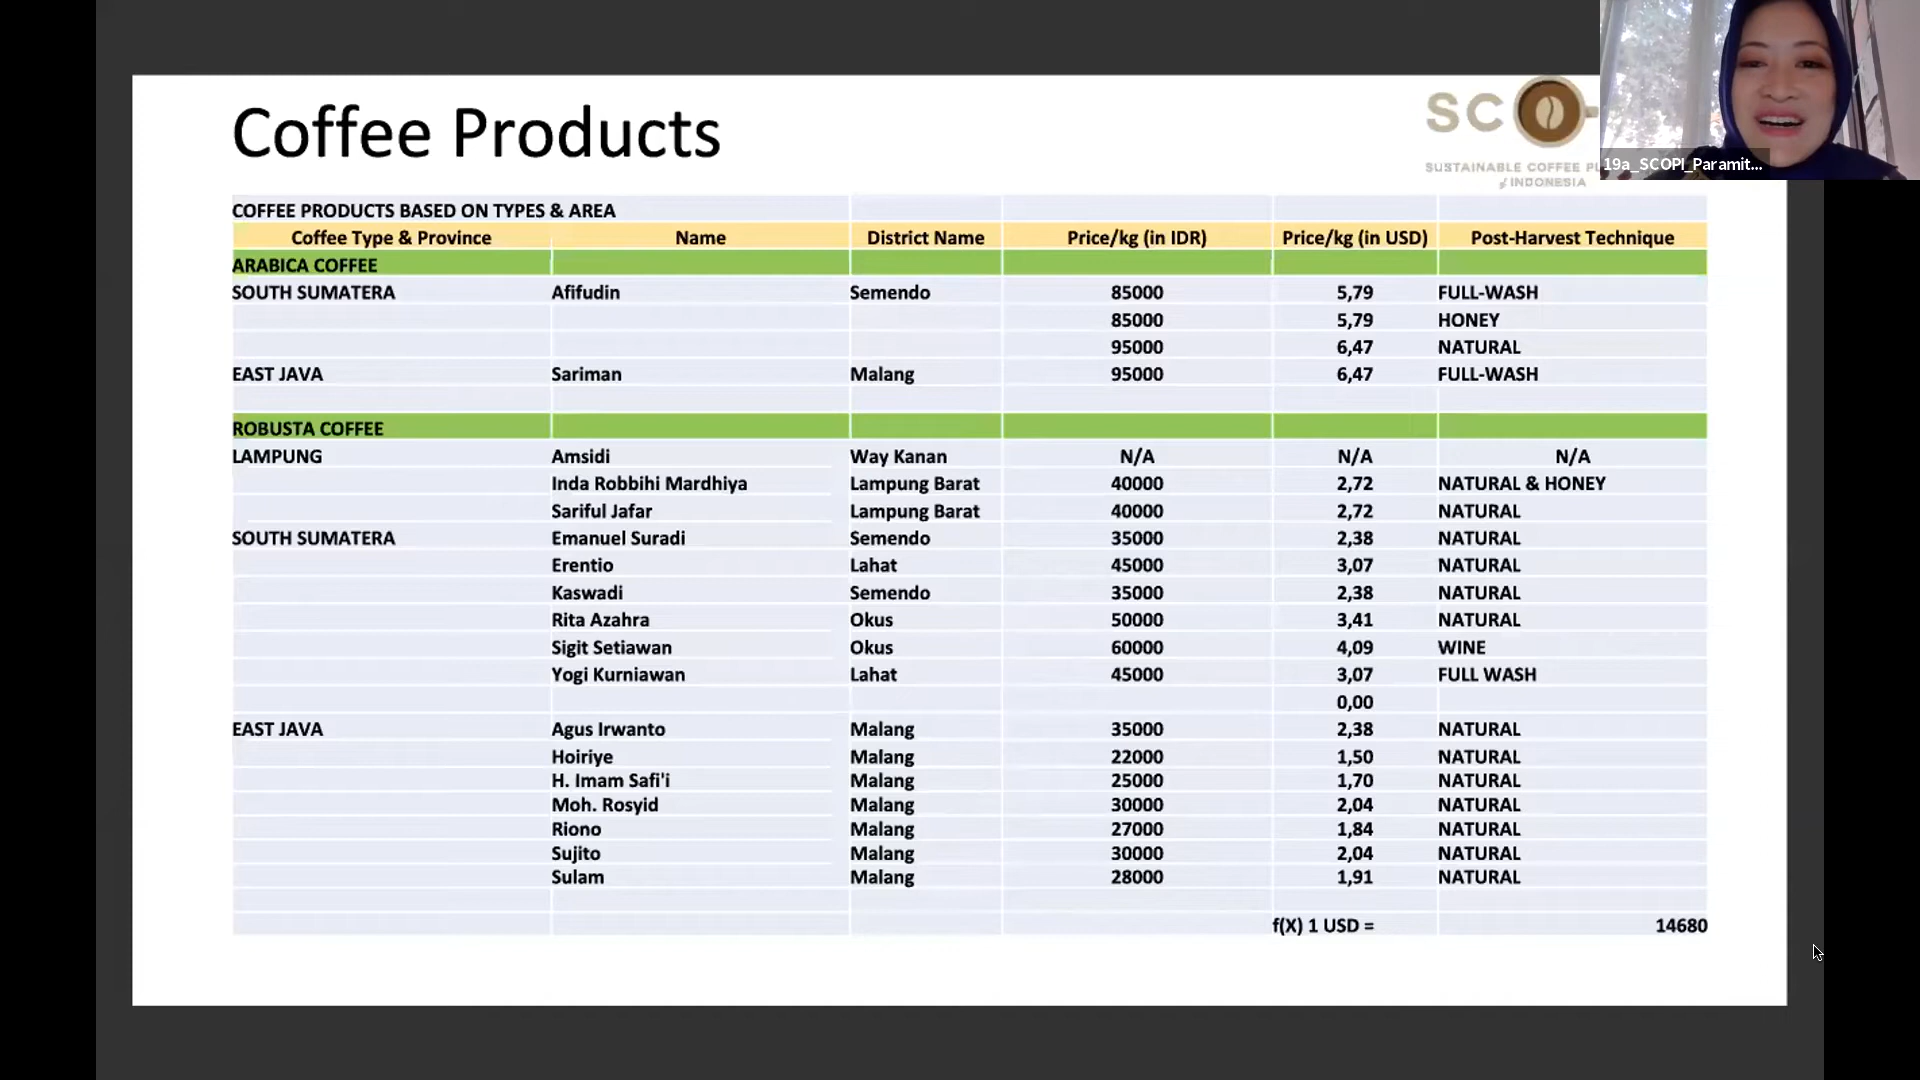 19a_SCOPI_Paramit...
Coffee Products
SC
SUSTAINABLE COFFEE
of INDONESIA
COFFEE PRODUCTS BASED ON TYPES & AREA
Coffee Type & Province Name District Name Price/kg (in IDR) Price/kg (in USD) Post-Harvest Technique
ARABICA COFFEE
SOUTH SUMATERA Afifudin Semendo 85000 5,79 FULL-WASH
85000 5,79 HONEY
95000 6,47 NATURAL
EAST JAVA Sariman Malang 95000 6,47 FULL-WASH
ROBUSTA COFFEE
LAMPUNG Amsidi Way Kanan N/A N/A N/A
Inda Robbihi Mardhiya Lampung Barat 40000 2,72 NATURAL & HONEY
Sariful Jafar Lampung Barat 40000 2,72 NATURAL
SOUTH SUMATERA Emanuel Suradi Semendo 35000 2,38 NATURAL
Erentio Lahat 45000 3,07 NATURAL
Kaswadi Semendo 35000 2,38 NATURAL
Rita Azahra Okus 50000 3,41 NATURAL
Sigit Setiawan Okus 60000 4,09 WINE
Yogi Kurniawan Lahat 45000 3,07 FULL WASH
0,00
EAST JAVA Agus Irwanto Malang 35000 2,38 NATURAL
Hoiriye Malang 22000 1,50 NATURAL
H. Imam Safi'i Malang 25000 1,70 NATURAL
Moh. Rosyid Malang 30000 2,04 NATURAL
Riono Malang 27000 1,84 NATURAL
Sujito Malang 30000 2,04 NATURAL
Sulam Malang 28000 1,91 NATURAL
f(X) 1 USD = 14680